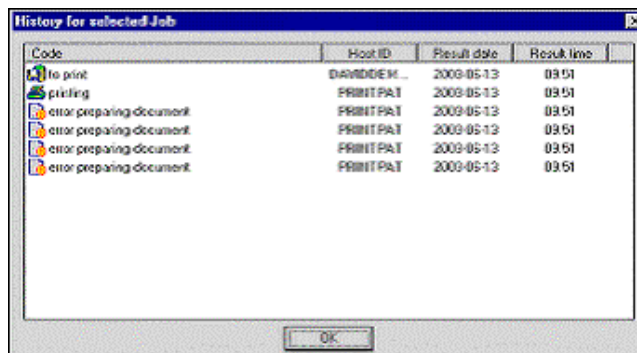 History for selected Job
Code Host ID Result date Result time
to print DAVIDDEM... 2003-06-13 09:51
printing PRINTPAT 2003-06-13 09:51
error preparing document PRINTPAT 2003-06-13 09:51
error preparing document PRINTPAT 2003-06-13 09:51
error preparing document PRINTPAT 2003-06-13 09:51
error preparing document PRINTPAT 2003-06-13 09:51
OK